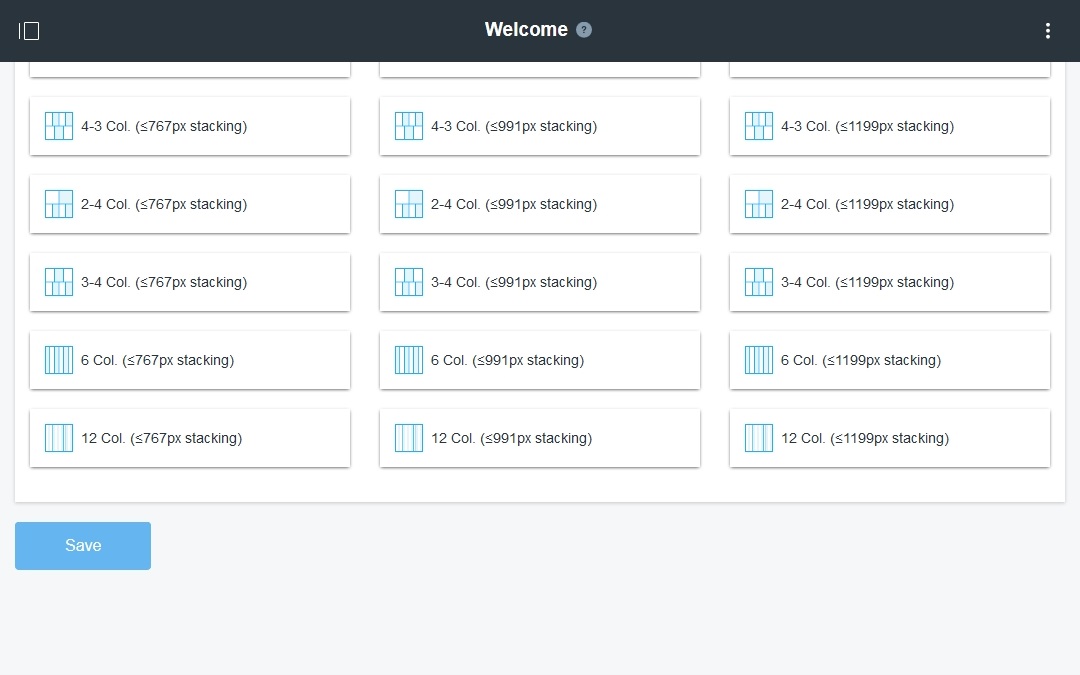 Welcome ?
4-3 Col. (≤767px stacking)
4-3 Col. (≤991px stacking)
4-3 Col. (≤1199px stacking)
2-4 Col. (≤767px stacking)
2-4 Col. (≤991px stacking)
2-4 Col. (≤1199px stacking)
3-4 Col. (≤767px stacking)
3-4 Col. (≤991px stacking)
3-4 Col. (≤1199px stacking)
6 Col. (≤767px stacking)
6 Col. (≤991px stacking)
6 Col. (≤1199px stacking)
12 Col. (≤767px stacking)
12 Col. (≤991px stacking)
12 Col. (≤1199px stacking)
Save